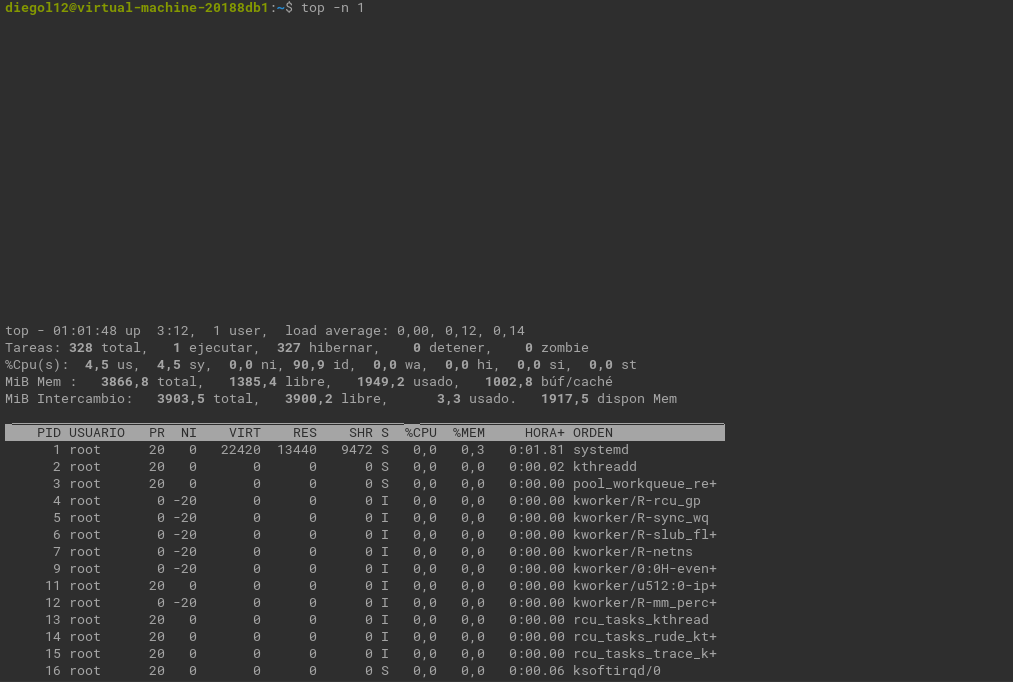 diegol12@virtual-machine-20188db1:~$ top -n 1
top - 01:01:48 up  3:12,  1 user,  load average: 0,00, 0,12, 0,14
Tareas: 328 total,   1 ejecutar,  327 hibernar,    0 detener,    0 zombie
%Cpu(s):  4,5 us,  4,5 sy,  0,0 ni, 90,9 id,  0,0 wa,  0,0 hi,  0,0 si,  0,0 st
MiB Mem :   3866,8 total,   1385,4 libre,   1949,2 usado,   1002,8 búf/caché
MiB Intercambio:   3903,5 total,   3900,2 libre,      3,3 usado.   1917,5 dispon Mem
    PID USUARIO   PR  NI    VIRT    RES    SHR S  %CPU  %MEM     HORA+ ORDEN
      1 root      20   0   22420  13440   9472 S   0,0   0,3   0:01.81 systemd
      2 root      20   0       0      0      0 S   0,0   0,0   0:00.02 kthreadd
      3 root      20   0       0      0      0 S   0,0   0,0   0:00.00 pool_workqueue_re+
      4 root       0 -20       0      0      0 I   0,0   0,0   0:00.00 kworker/R-rcu_gp
      5 root       0 -20       0      0      0 I   0,0   0,0   0:00.00 kworker/R-sync_wq
      6 root       0 -20       0      0      0 I   0,0   0,0   0:00.00 kworker/R-slub_fl+
      7 root       0 -20       0      0      0 I   0,0   0,0   0:00.00 kworker/R-netns
      9 root       0 -20       0      0      0 I   0,0   0,0   0:00.00 kworker/0:0H-even+
     11 root      20   0       0      0      0 I   0,0   0,0   0:00.00 kworker/u512:0-ip+
     12 root       0 -20       0      0      0 I   0,0   0,0   0:00.00 kworker/R-mm_perc+
     13 root      20   0       0      0      0 I   0,0   0,0   0:00.00 rcu_tasks_kthread
     14 root      20   0       0      0      0 I   0,0   0,0   0:00.00 rcu_tasks_rude_kt+
     15 root      20   0       0      0      0 I   0,0   0,0   0:00.00 rcu_tasks_trace_k+
     16 root      20   0       0      0      0 S   0,0   0,0   0:00.06 ksoftirqd/0